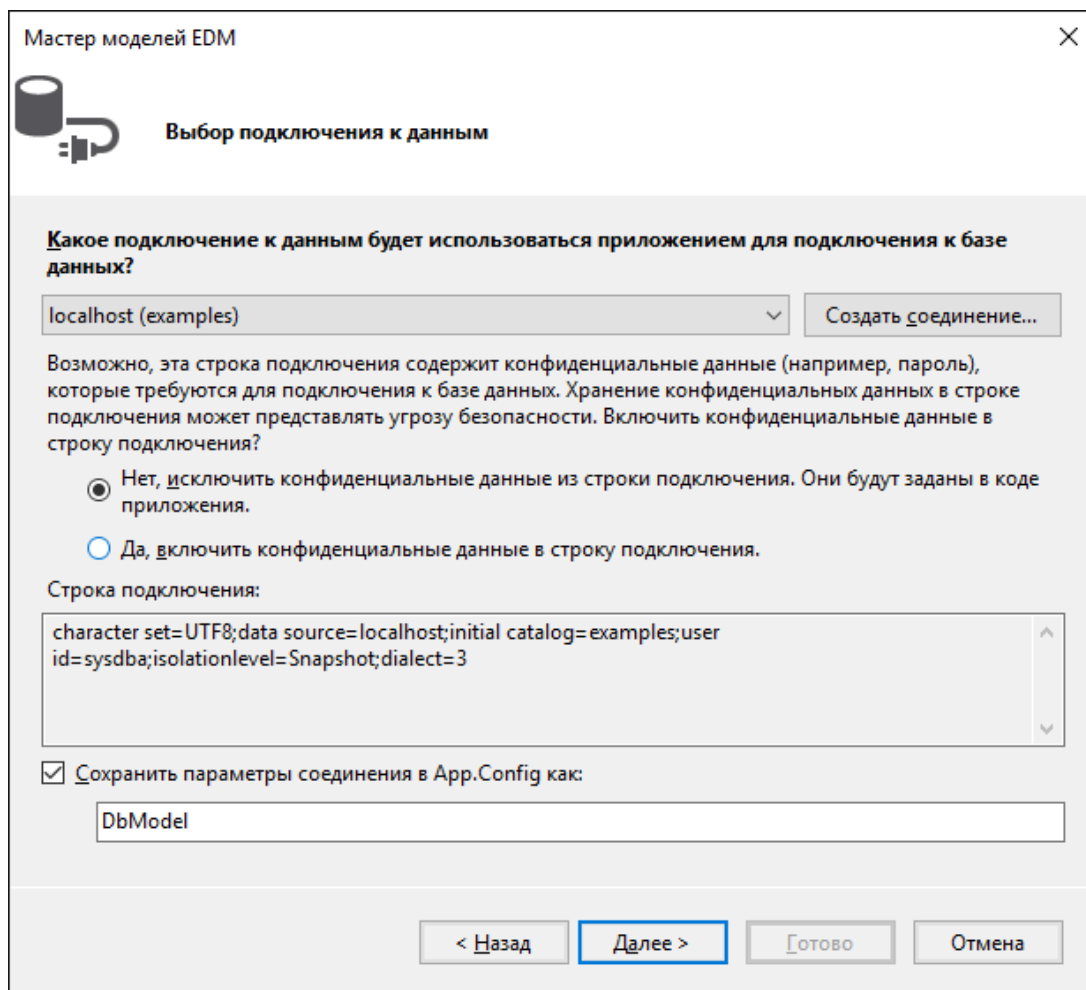 Мастер моделей EDM
Выбор подключения к данным
Какое подключение к данным будет использоваться приложением для подключения к базе
данных?
localhost (examples)
Создать соединение...
Возможно, эта строка подключения содержит конфиденциальные данные (например, пароль),
которые требуются для подключения к базе данных. Хранение конфиденциальных данных в строке
подключения может представлять угрозу безопасности. Включить конфиденциальные данные в
строку подключения?
Нет, исключить конфиденциальные данные из строки подключения. Они будут заданы в коде
приложения.
Да, включить конфиденциальные данные в строку подключения.
Строка подключения:
character set=UTF8;data source=localhost;initial catalog=examples;user
id=sysdba;isolationlevel=Snapshot;dialect=3
Сохранить параметры соединения в App.Config как:
DbModel
< Назад
Далее >
Готово
Отмена